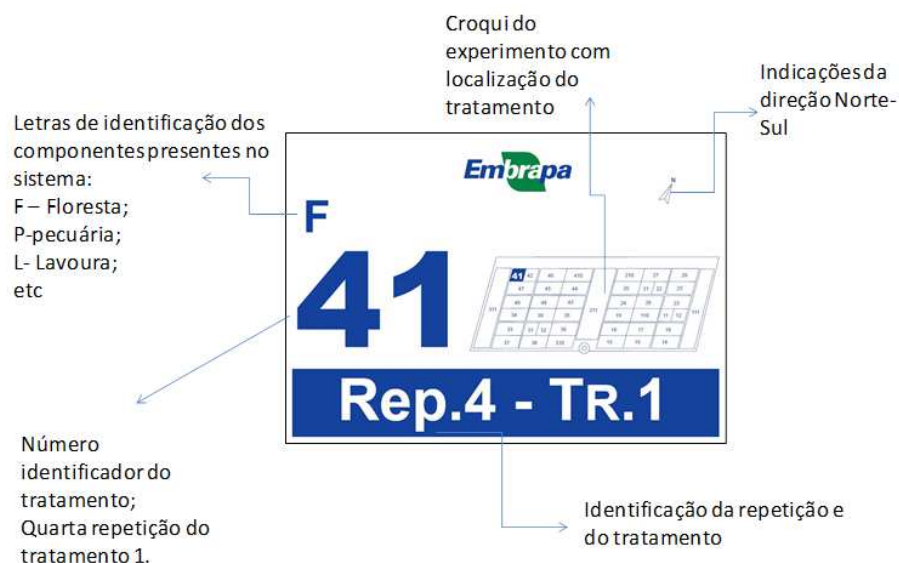 Croqui do
experimento com
localização do
tratamento
Indicações da
direção Norte-
Sul
Letras de identificação dos
componentes presentes no
sistema:
F – Floresta;
P-pecuária;
L- Lavoura;
etc
Embrapa
N
F
41
41
Rep.4 - TR.1
Número
identificador do
tratamento;
Quarta repetição do
tratamento 1.
Identificação da repetição e
do tratamento